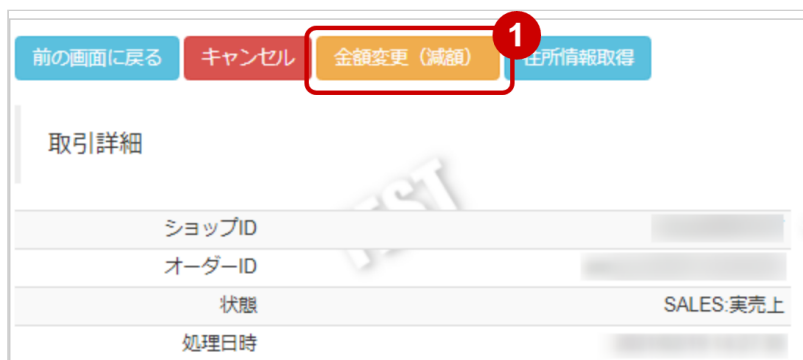 1
前の画面に戻る キャンセル 金額変更（減額） 住所情報取得
取引詳細
TEST
ショップID
オーダーID
状態 SALES:実売上
処理日時